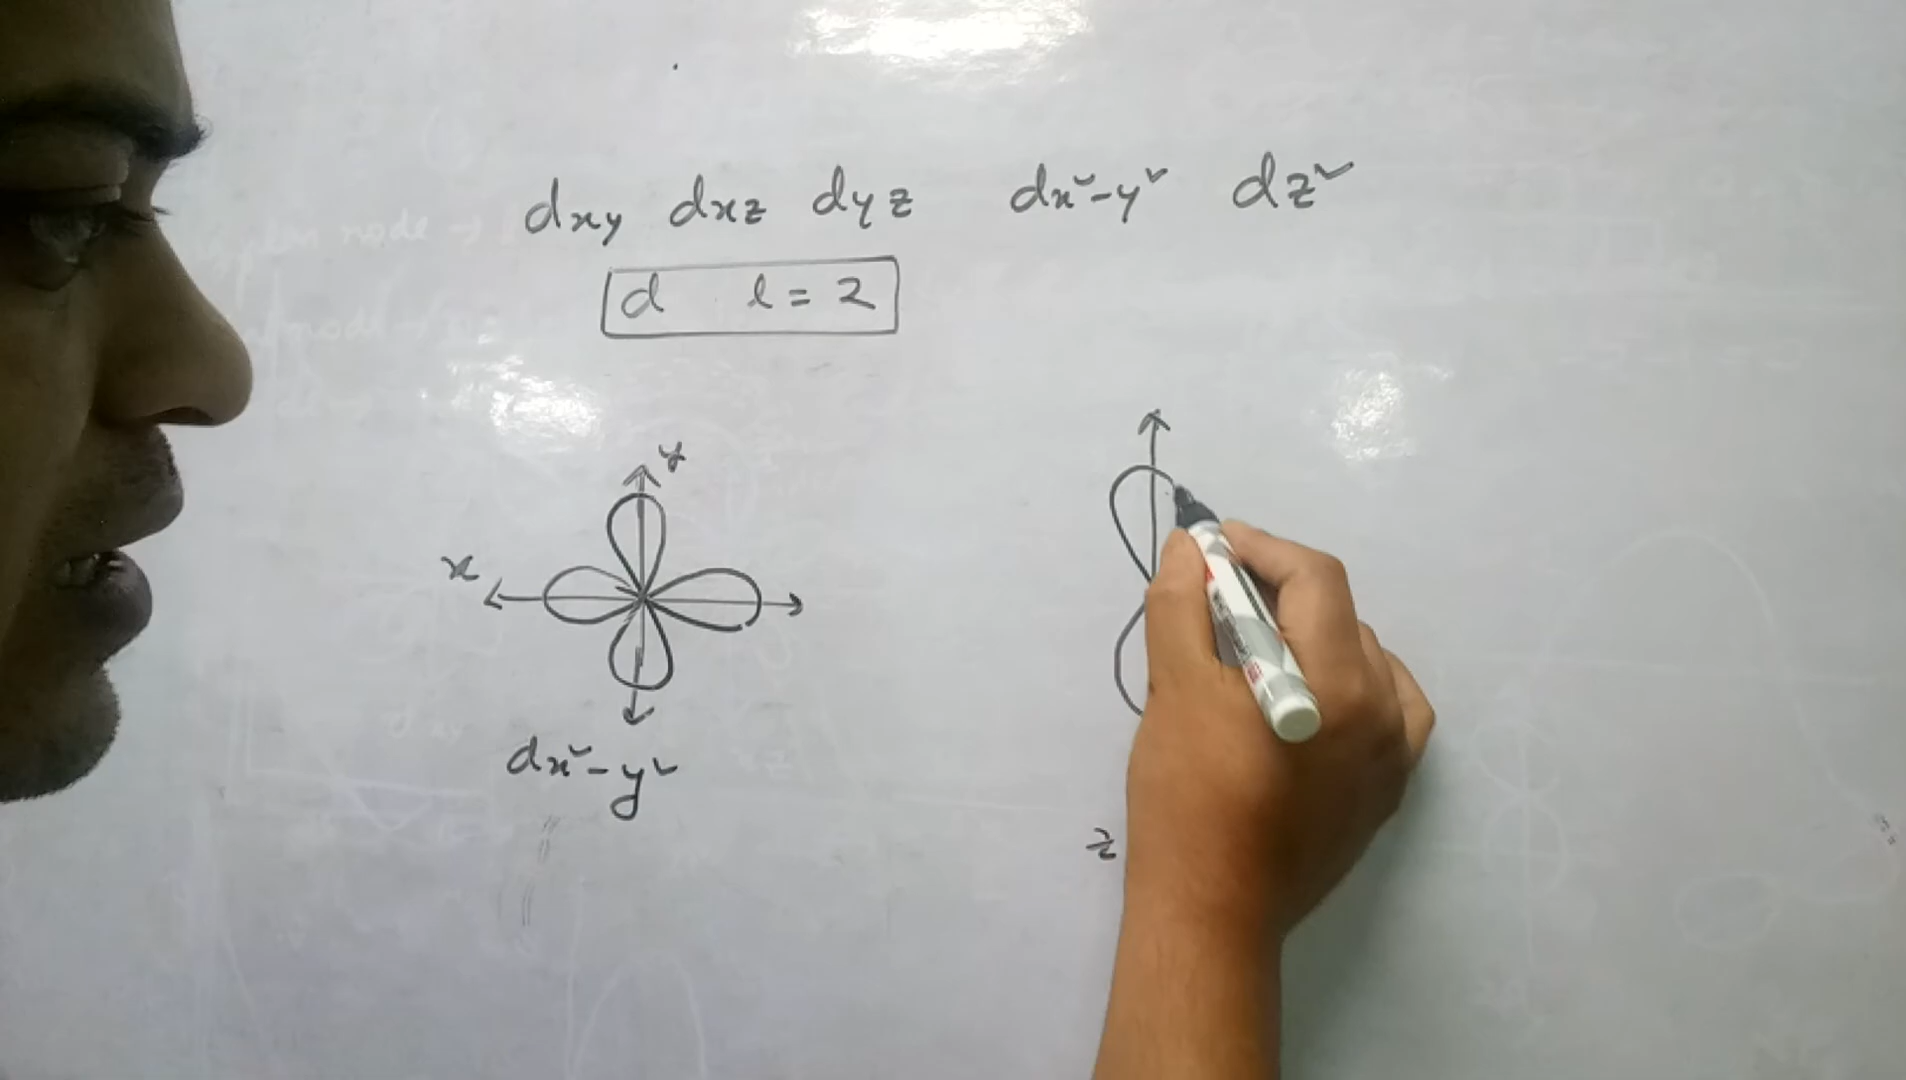 dxy dxz dyz dx²-y² dz²
d l = 2
y
x
dx²-y²
z